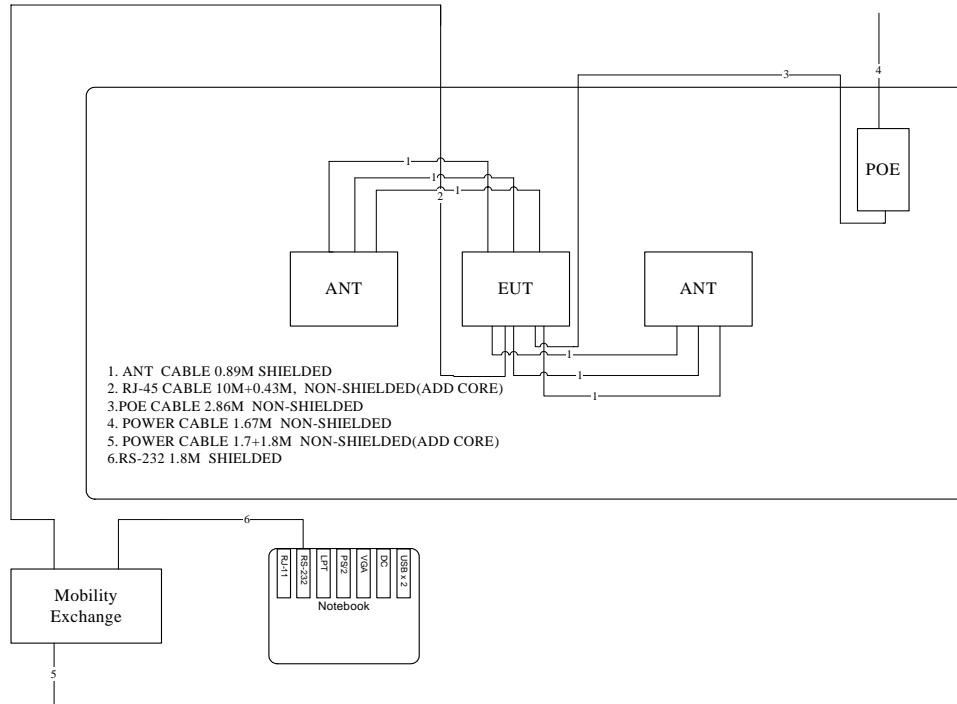 3
4
POE
1
1
1
2
ANT
EUT
ANT
1
1
1
1. ANT CABLE 0.89M SHIELDED
2. RJ-45 CABLE 10M+0.43M, NON-SHIELDED(ADD CORE)
3.POE CABLE 2.86M NON-SHIELDED
4. POWER CABLE 1.67M NON-SHIELDED
5. POWER CABLE 1.7+1.8M NON-SHIELDED(ADD CORE)
6.RS-232 1.8M SHIELDED
6
RJ-11
RS-232
LPT
PS/2
VGA
DC
USB x 2
Notebook
Mobility
Exchange
5